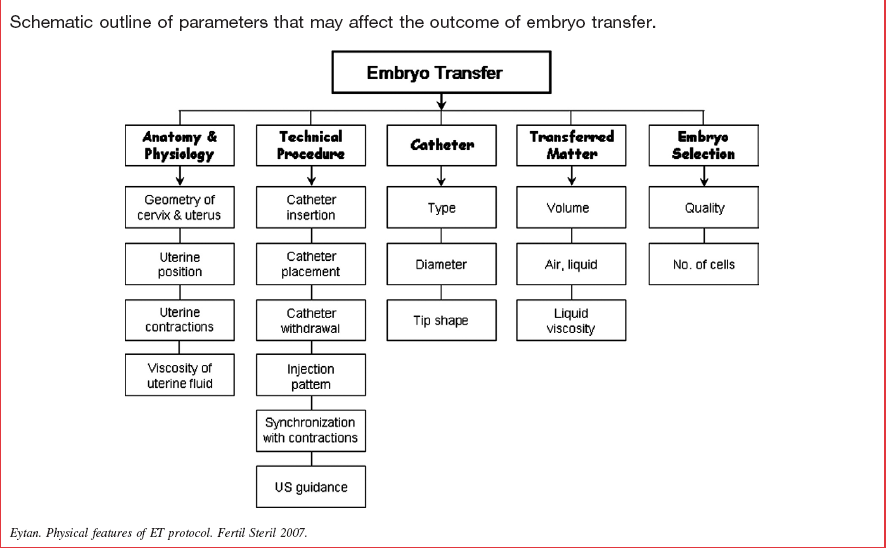 Schematic outline of parameters that may affect the outcome of embryo transfer.
Embryo Transfer
Anatomy &
Physiology
Geometry of
cervix & uterus
Uterine
position
Uterine
contractions
Viscosity of
uterine fluid
Technical
Procedure
Catheter
insertion
Catheter
placement
Catheter
withdrawal
Injection
pattern
Synchronization
with contractions
US guidance
Catheter
Type
Diameter
Tip shape
Transferred
Matter
Volume
Air, liquid
Liquid
viscosity
Embryo
Selection
Quality
No. of cells
Eytan. Physical features of ET protocol. Fertil Steril 2007.